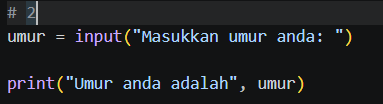 # 2
umur = input("Masukkan umur anda: ")
print("Umur anda adalah", umur)